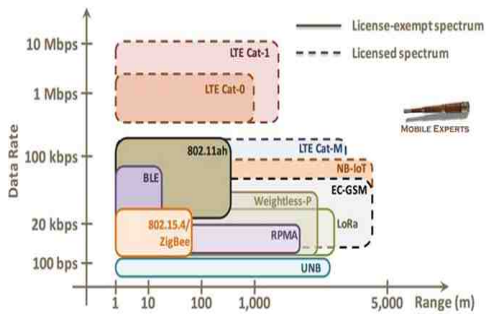 License-exempt spectrum
Licensed spectrum
10 Mbps
1 Mbps
100 kbps
20 kbps
100 bps
Data Rate
LTE Cat-1
LTE Cat-0
MOBILE EXPERTS
802.11ah
LTE Cat-M
NB-IoT
BLE
EC-GSM
Weightless-P
802.15.4/
ZigBee
RPMA
LoRa
UNB
1 10 100 1,000 5,000 Range (m)